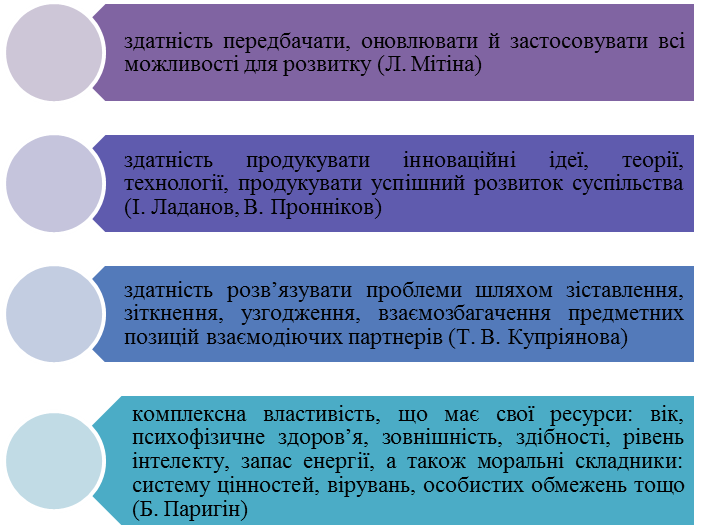 здатність передбачати, оновлювати й застосовувати всі
можливості для розвитку (Л. Мітіна)
здатність продукувати інноваційні ідеї, теорії,
технології, продукувати успішний розвиток суспільства
(І. Ладанов, В. Пронніков)
здатність розв’язувати проблеми шляхом зіставлення,
зіткнення, узгодження, взаємозбагачення предметних
позицій взаємодіючих партнерів (Т. В. Купріянова)
комплексна властивість, що має свої ресурси: вік,
психофізичне здоров’я, зовнішність, здібності, рівень
інтелекту, запас енергії, а також моральні складники:
систему цінностей, вірувань, особистих обмежень тощо
(Б. Паригін)